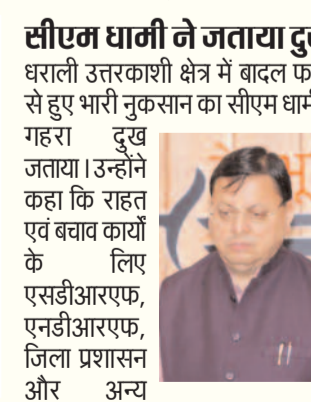 सीएम धामी ने जताया
धराली उत्तरकाशी क्षेत्र में बादल
से हुए भारी नुकसान का सीएम
गहरा दुख
जताया। उन्होंने
कहा कि राहत
एवं बचाव कार्यों
के लिए
एसडीआरएफ,
एनडीआरएफ,
जिला प्रशासन
और अन्य